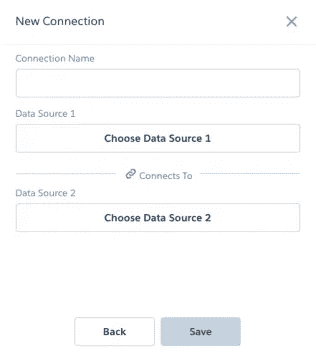 New Connection
Connection Name
Data Source 1
Choose Data Source 1
Connects To
Data Source 2
Choose Data Source 2
Back Save